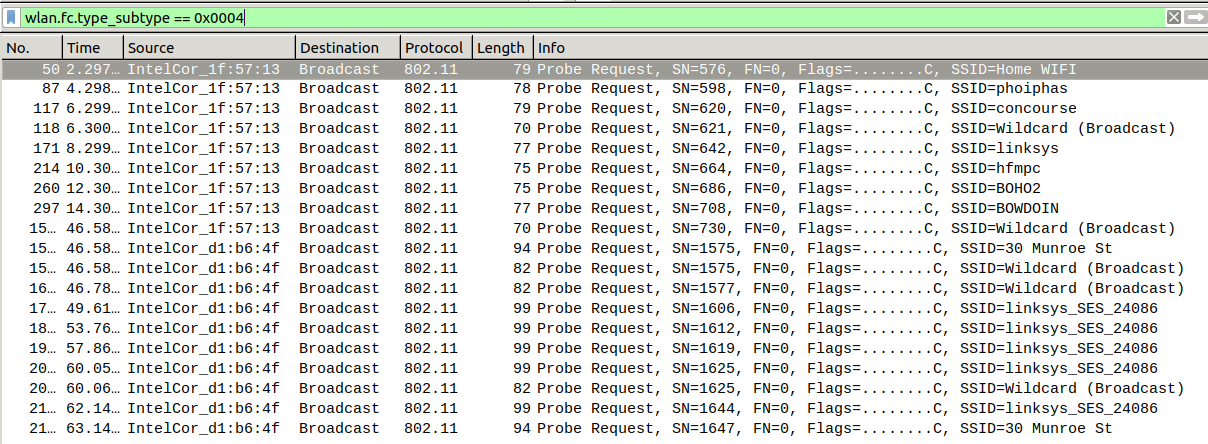 wlan.fc.type_subtype == 0x0004
No. Time Source Destination Protocol Length Info
50 2.297… IntelCor_1f:57:13 Broadcast 802.11 79 Probe Request, SN=576, FN=0, Flags=........C, SSID=Home WIFI
87 4.298… IntelCor_1f:57:13 Broadcast 802.11 78 Probe Request, SN=598, FN=0, Flags=........C, SSID=phoiphas
117 6.299… IntelCor_1f:57:13 Broadcast 802.11 79 Probe Request, SN=620, FN=0, Flags=........C, SSID=concourse
118 6.300… IntelCor_1f:57:13 Broadcast 802.11 70 Probe Request, SN=621, FN=0, Flags=........C, SSID=Wildcard (Broadcast)
171 8.299… IntelCor_1f:57:13 Broadcast 802.11 77 Probe Request, SN=642, FN=0, Flags=........C, SSID=linksys
214 10.30… IntelCor_1f:57:13 Broadcast 802.11 75 Probe Request, SN=664, FN=0, Flags=........C, SSID=hfmpc
260 12.30… IntelCor_1f:57:13 Broadcast 802.11 75 Probe Request, SN=686, FN=0, Flags=........C, SSID=BOHO2
297 14.30… IntelCor_1f:57:13 Broadcast 802.11 77 Probe Request, SN=708, FN=0, Flags=........C, SSID=BOWDOIN
15… 46.58… IntelCor_1f:57:13 Broadcast 802.11 70 Probe Request, SN=730, FN=0, Flags=........C, SSID=Wildcard (Broadcast)
15… 46.58… IntelCor_d1:b6:4f Broadcast 802.11 94 Probe Request, SN=1575, FN=0, Flags=........C, SSID=30 Munroe St
15… 46.58… IntelCor_d1:b6:4f Broadcast 802.11 82 Probe Request, SN=1575, FN=0, Flags=........C, SSID=Wildcard (Broadcast)
16… 46.78… IntelCor_d1:b6:4f Broadcast 802.11 82 Probe Request, SN=1577, FN=0, Flags=........C, SSID=Wildcard (Broadcast)
17… 49.61… IntelCor_d1:b6:4f Broadcast 802.11 99 Probe Request, SN=1606, FN=0, Flags=........C, SSID=linksys_SES_24086
18… 53.76… IntelCor_d1:b6:4f Broadcast 802.11 99 Probe Request, SN=1612, FN=0, Flags=........C, SSID=linksys_SES_24086
19… 57.86… IntelCor_d1:b6:4f Broadcast 802.11 99 Probe Request, SN=1619, FN=0, Flags=........C, SSID=linksys_SES_24086
20… 60.05… IntelCor_d1:b6:4f Broadcast 802.11 99 Probe Request, SN=1625, FN=0, Flags=........C, SSID=linksys_SES_24086
20… 60.06… IntelCor_d1:b6:4f Broadcast 802.11 82 Probe Request, SN=1625, FN=0, Flags=........C, SSID=Wildcard (Broadcast)
21… 62.14… IntelCor_d1:b6:4f Broadcast 802.11 99 Probe Request, SN=1644, FN=0, Flags=........C, SSID=linksys_SES_24086
21… 63.14… IntelCor_d1:b6:4f Broadcast 802.11 94 Probe Request, SN=1647, FN=0, Flags=........C, SSID=30 Munroe St